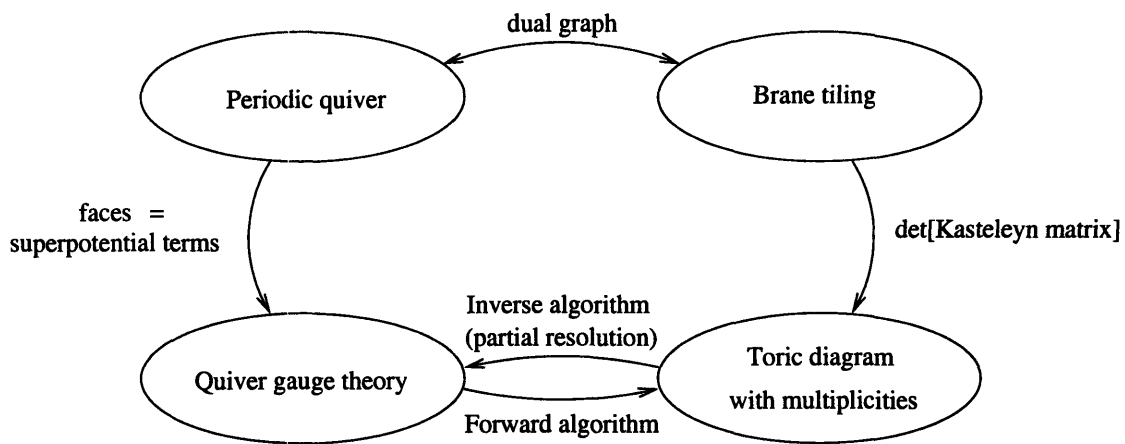 dual graph
Periodic quiver
Brane tiling
faces =
superpotential terms
det[Kasteleyn matrix]
Inverse algorithm
(partial resolution)
Quiver gauge theory
Toric diagram
with multiplicities
Forward algorithm